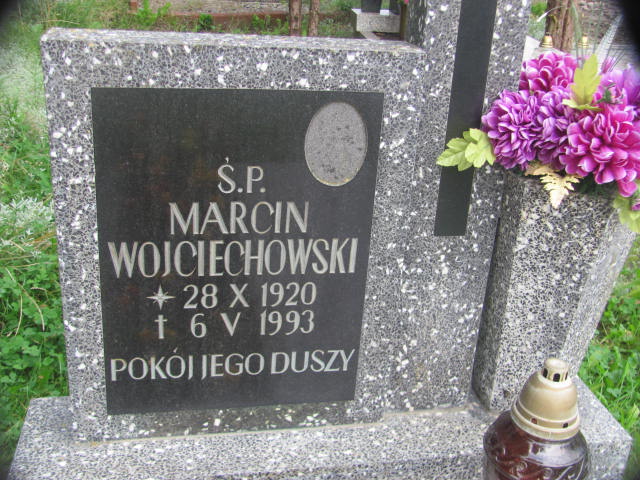 Ś.P.
MARCIN
WOJCIECHOWSKI
* 28 X 1920
† 6 V 1993
POKÓJ JEGO DUSZY